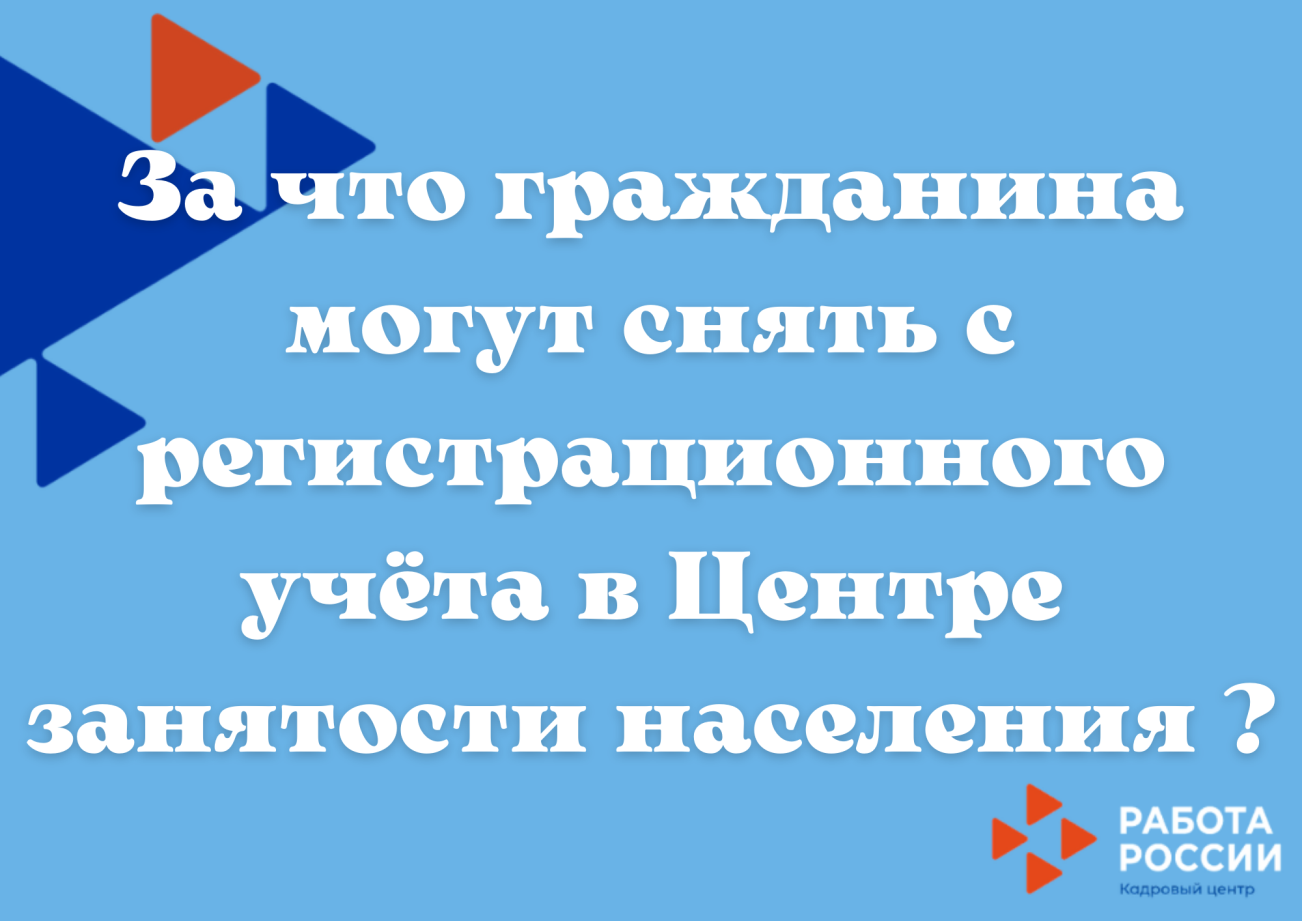 За что гражданина
могут снять с
регистрационного
учёта в Центре
занятости населения ?
РАБОТА
РОССИИ
Кадровый центр